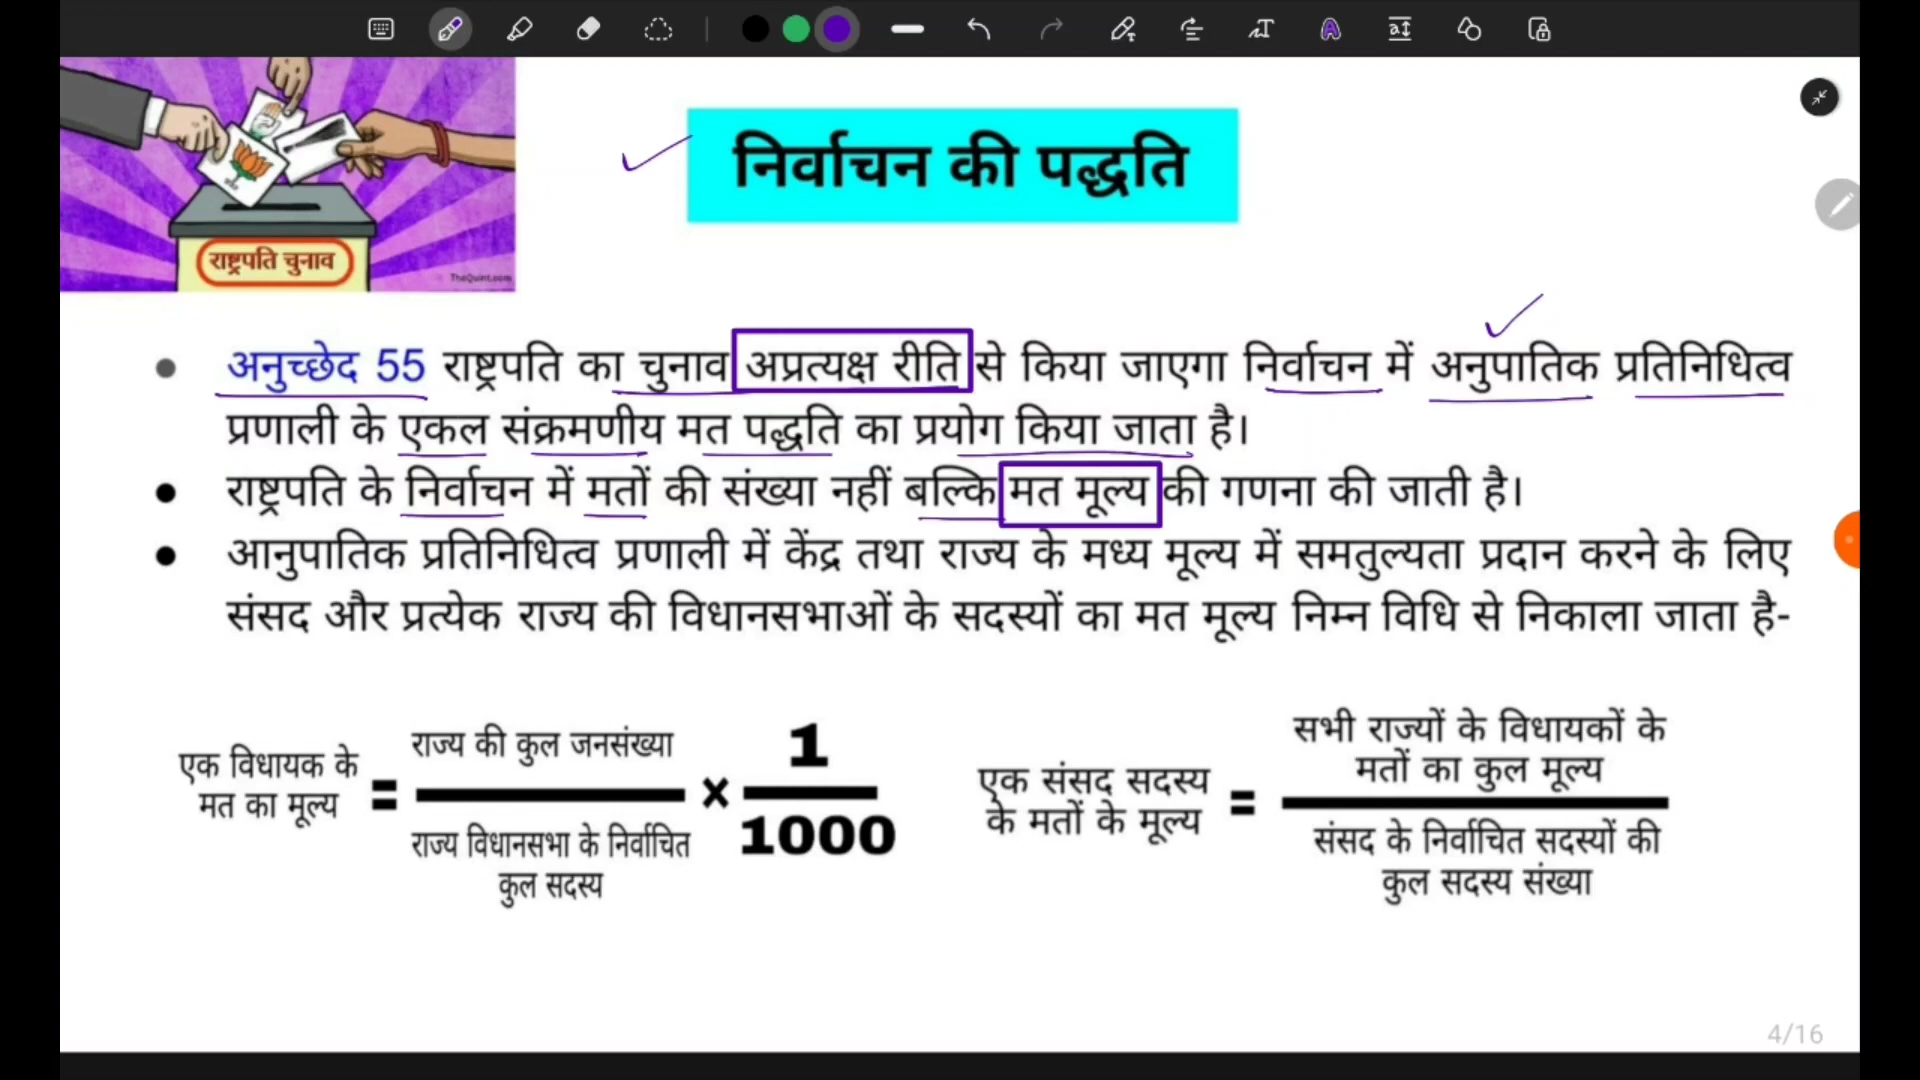 निर्वाचन की पद्धति
राष्ट्रपति चुनाव
TheQuint.com
• अनुच्छेद 55 राष्ट्रपति का चुनाव अप्रत्यक्ष रीति से किया जाएगा निर्वाचन में अनुपातिक प्रतिनिधित्व
प्रणाली के एकल संक्रमणीय मत पद्धति का प्रयोग किया जाता है।
• राष्ट्रपति के निर्वाचन में मतों की संख्या नहीं बल्कि मत मूल्य की गणना की जाती है।
• आनुपातिक प्रतिनिधित्व प्रणाली में केंद्र तथा राज्य के मध्य मूल्य में समतुल्यता प्रदान करने के लिए
संसद और प्रत्येक राज्य की विधानसभाओं के सदस्यों का मत मूल्य निम्न विधि से निकाला जाता है-
एक विधायक के
मत का मूल्य
=
राज्य की कुल जनसंख्या
राज्य विधानसभा के निर्वाचित
कुल सदस्य
×
1
1000
एक संसद सदस्य
के मतों के मूल्य
=
सभी राज्यों के विधायकों के
मतों का कुल मूल्य
संसद के निर्वाचित सदस्यों की
कुल सदस्य संख्या
4/16